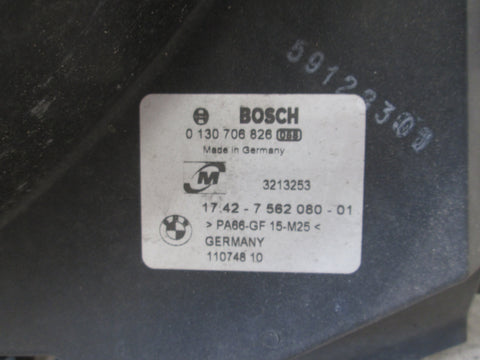 BOSCH
0 130 706 826
Made in Germany
M
3213253
17.42 - 7 562 080 - 01
BMW
> PA66-GF 15-M25 <
GERMANY
110748 10